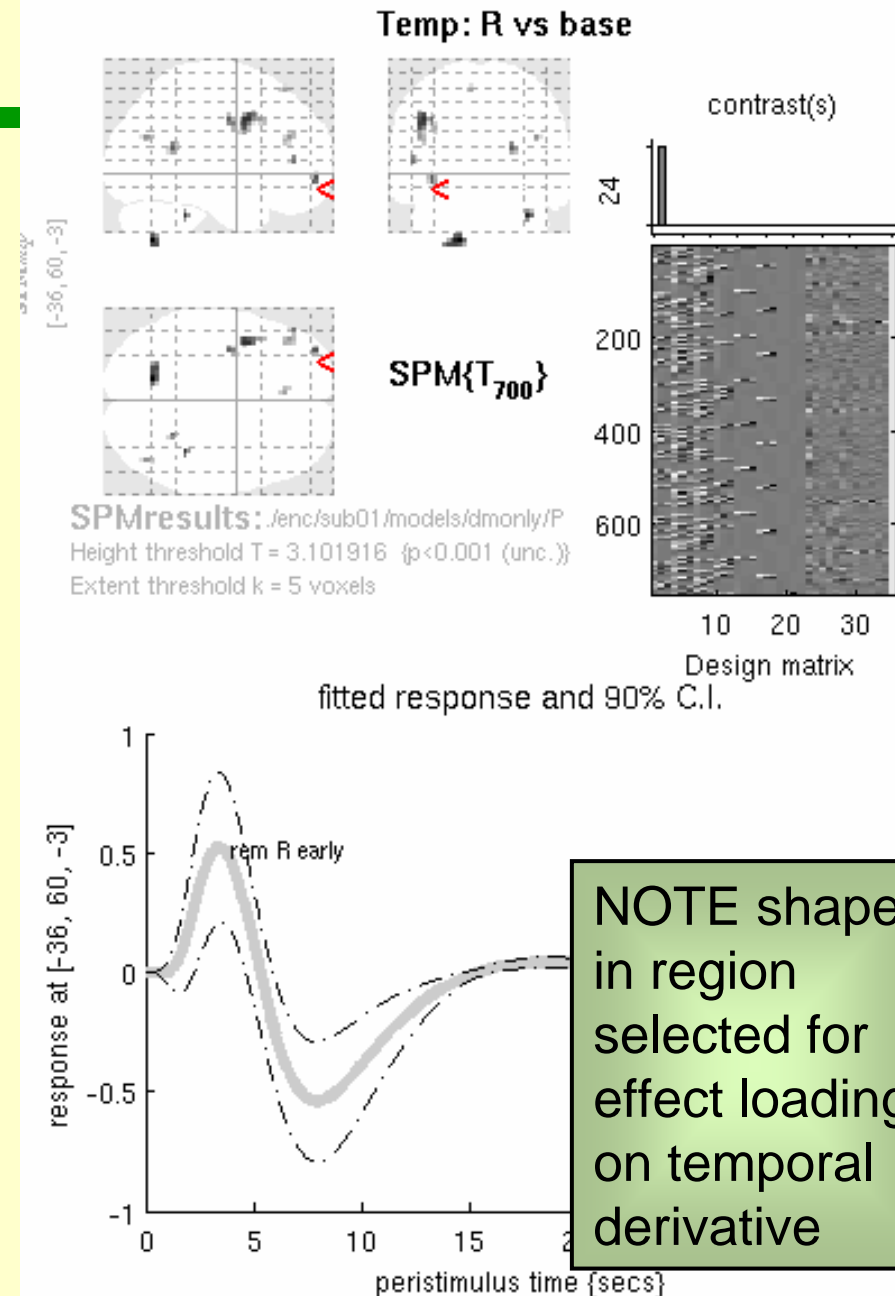 Temp: R vs base
contrast(s)
24
[-36, 60, -3]
SPM{T700}
200
400
600
10 20 30
Design matrix
SPMresults: ./enc/sub01/models/dmonly/P
Height threshold T = 3.101916 {p<0.001 (unc.)}
Extent threshold k = 5 voxels
fitted response and 90% C.I.
response at [-36, 60, -3]
1
0.5
0
-0.5
-1
rem R early
0 5 10 15 2
peristimulus time {secs}
NOTE shape
in region
selected for
effect loading
on temporal
derivative